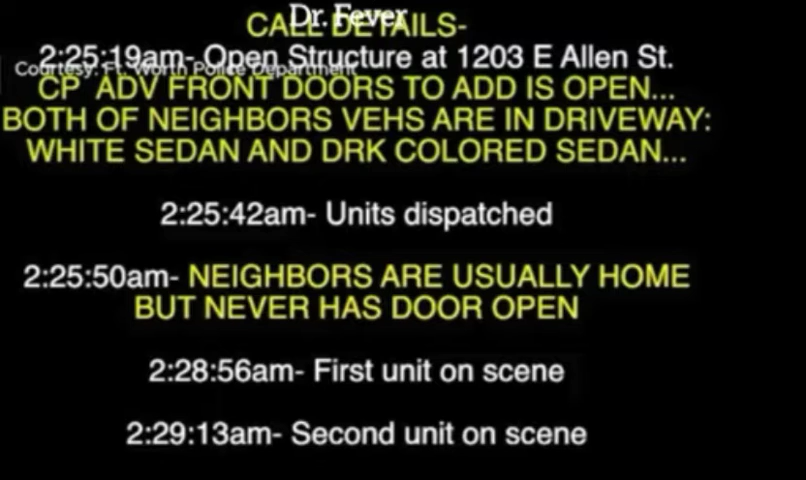 Dr. Fever
CALL DETAILS-
2:25:19am- Open Structure at 1203 E Allen St.
Courtesy: Ft. Worth Police Department
CP ADV FRONT DOORS TO ADD IS OPEN...
BOTH OF NEIGHBORS VEHS ARE IN DRIVEWAY:
WHITE SEDAN AND DRK COLORED SEDAN...
2:25:42am- Units dispatched
2:25:50am- NEIGHBORS ARE USUALLY HOME
BUT NEVER HAS DOOR OPEN
2:28:56am- First unit on scene
2:29:13am- Second unit on scene